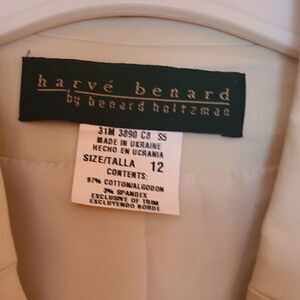 harvé benard
by benard holtzman
31M 3890 C8 S5
MADE IN UKRAINE
HECHO EN UCRANIA
SIZE/TALLA 12
CONTENTS:
97% COTTON/ALGODON
3% SPANDEX
EXCLUSIVE OF TRIM
EXCLUYENDO BORDE